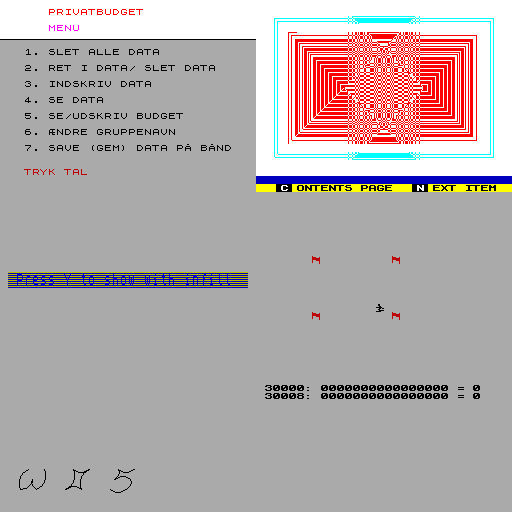 PRIVATBUDGET
MENU
1. SLET ALLE DATA
2. RET I DATA/ SLET DATA
3. INDSKRIV DATA
4. SE DATA
5. SE/UDSKRIV BUDGET
6. ÆNDRE GRUPPENAVN
7. SAVE (GEM) DATA PÅ BÅND
TRYK TAL
C ONTENTS PAGE N EXT ITEM
Press Y to show with infill
30000: 0000000000000000 = 0
30008: 0000000000000000 = 0